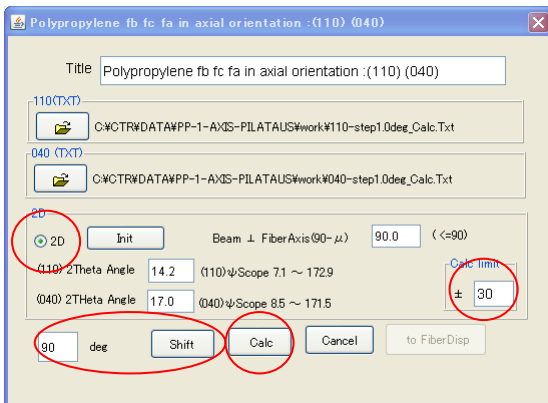 Polypropylene fb fc fa in axial orientation :(110) (040)
Title Polypropylene fb fc fa in axial orientation :(110) (040)
110(TXT)
C:¥CTR¥DATA¥PP-1-AXIS-PILATAUS¥work¥110-step1.0deg_Calc.Txt
040 (TXT)
C:¥CTR¥DATA¥PP-1-AXIS-PILATAUS¥work¥040-step1.0deg_Calc.Txt
2D
2D Init Beam ⊥ FiberAxis(90-μ) 90.0 (<=90)
Calc limit
(110) 2Theta Angle 14.2 (110)ψScope 7.1 ~ 172.9
± 30
(040) 2THeta Angle 17.0 (040)ψScope 8.5 ~ 171.5
90 deg Shift Calc Cancel to FiberDisp